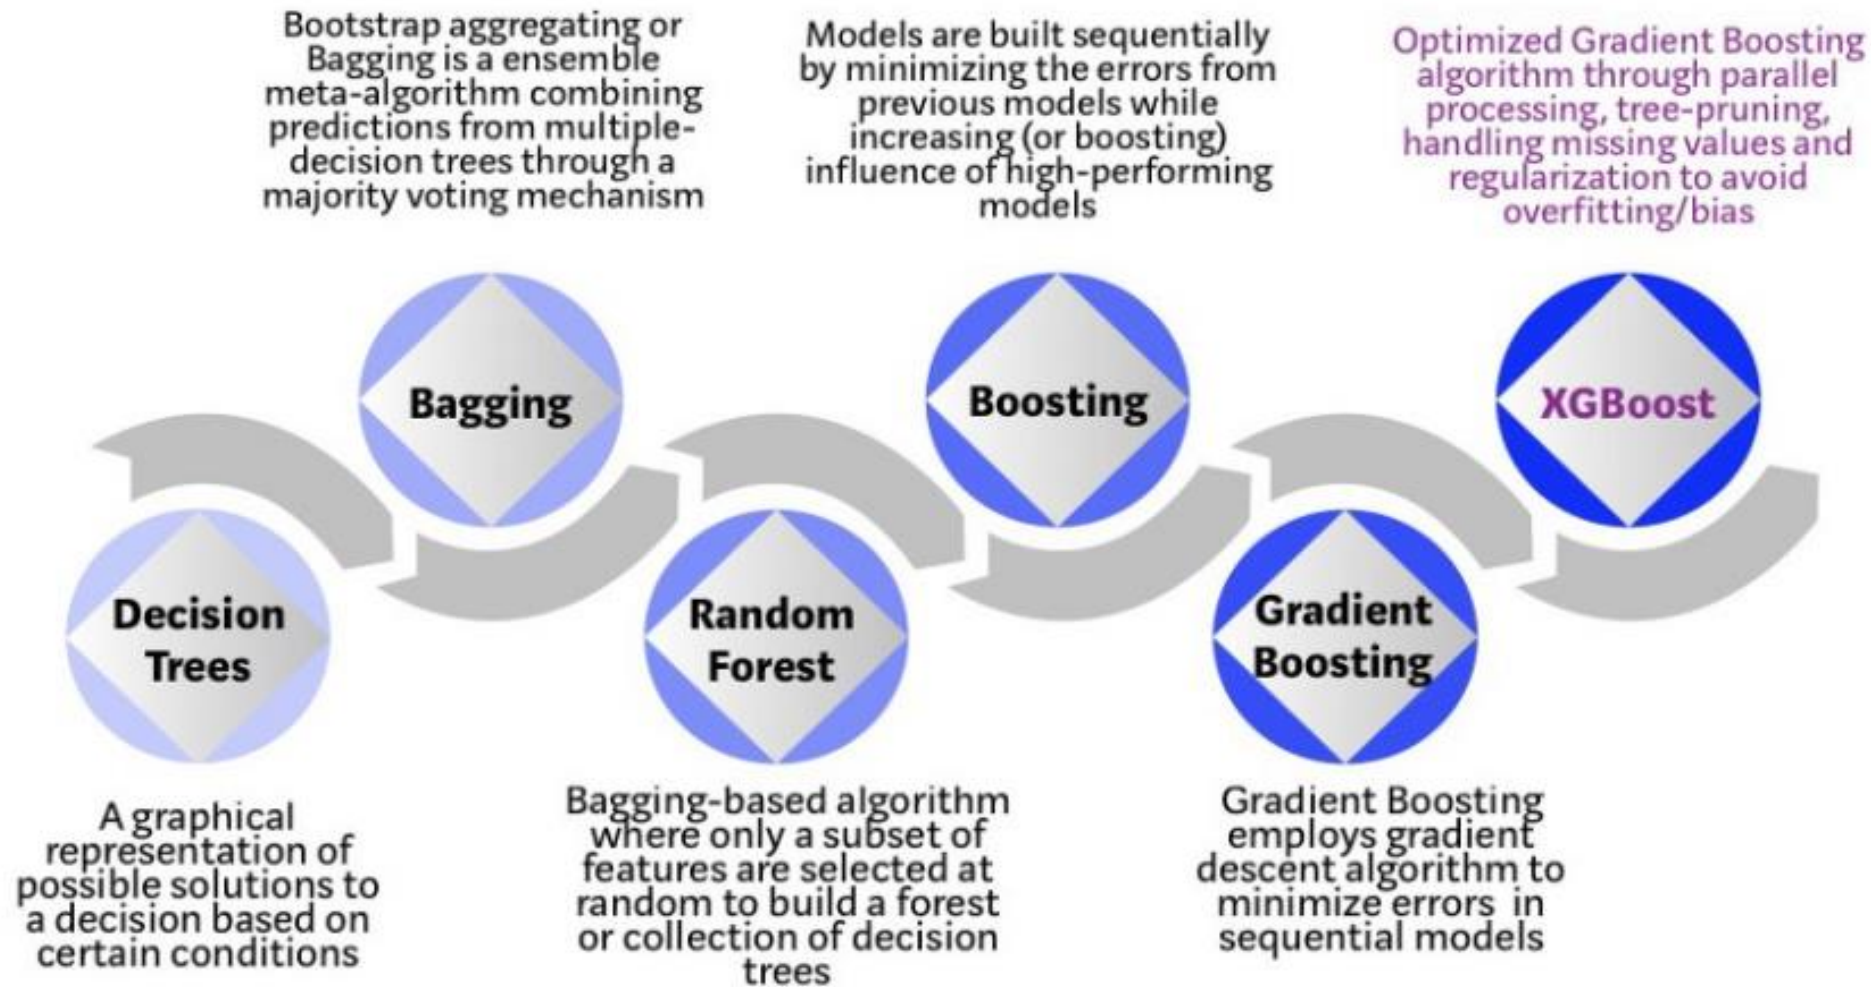 Bootstrap aggregating or
Bagging is a ensemble
meta-algorithm combining
predictions from multiple-
decision trees through a
majority voting mechanism
Models are built sequentially
by minimizing the errors from
previous models while
increasing (or boosting)
influence of high-performing
models
Optimized Gradient Boosting
algorithm through parallel
processing, tree-pruning,
handling missing values and
regularization to avoid
overfitting/bias
Bagging
Boosting
XGBoost
Decision
Trees
Random
Forest
Gradient
Boosting
A graphical
representation of
possible solutions to
a decision based on
certain conditions
Bagging-based algorithm
where only a subset of
features are selected at
random to build a forest
or collection of decision
trees
Gradient Boosting
employs gradient
descent algorithm to
minimize errors in
sequential models